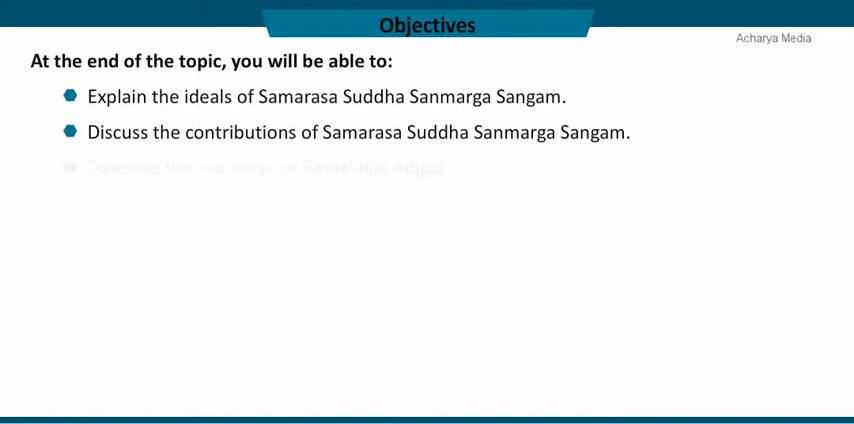 Objectives
Acharya Media
At the end of the topic, you will be able to:
Explain the ideals of Samarasa Suddha Sanmarga Sangam.
Discuss the contributions of Samarasa Suddha Sanmarga Sangam.